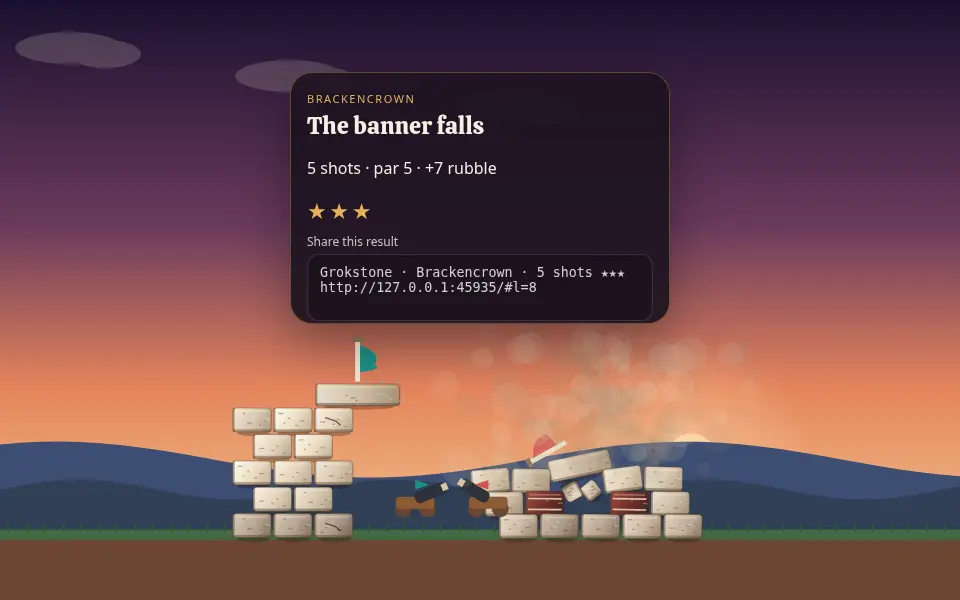 BRACKENCROWN
The banner falls
5 shots · par 5 · +7 rubble
★ ★ ★
Share this result
Grokstone · Brackencrown · 5 shots ★★★
http://127.0.0.1:45935/#l=8